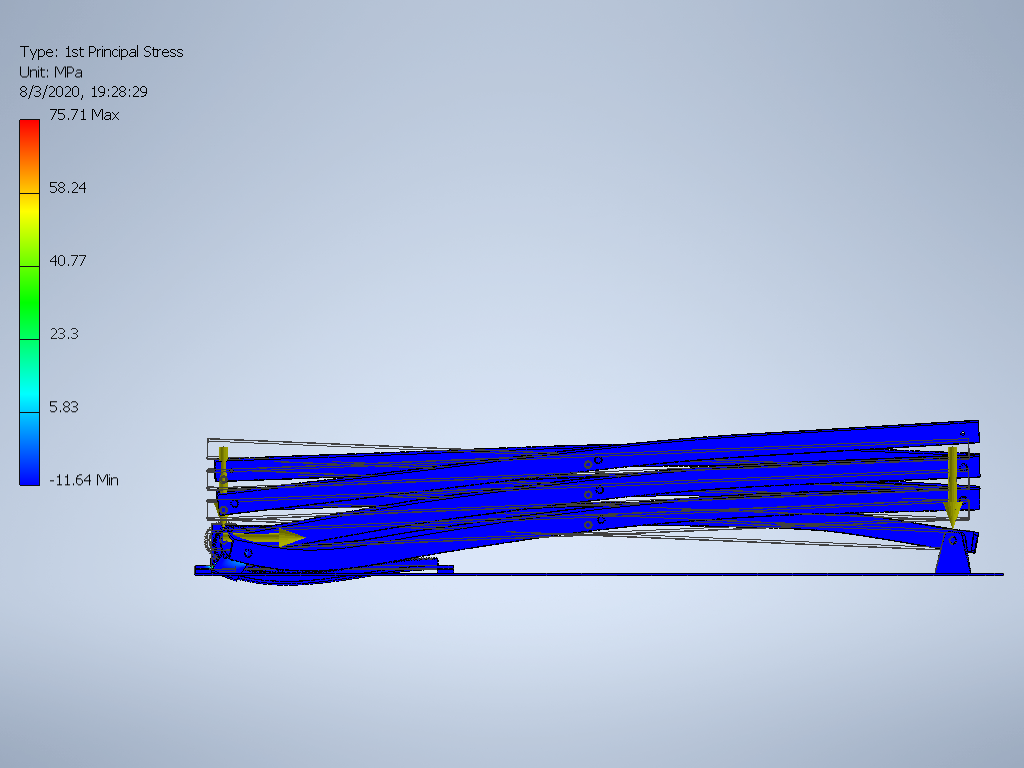 Type: 1st Principal Stress
Unit: MPa
8/3/2020, 19:28:29
75.71 Max
58.24
40.77
23.3
5.83
-11.64 Min